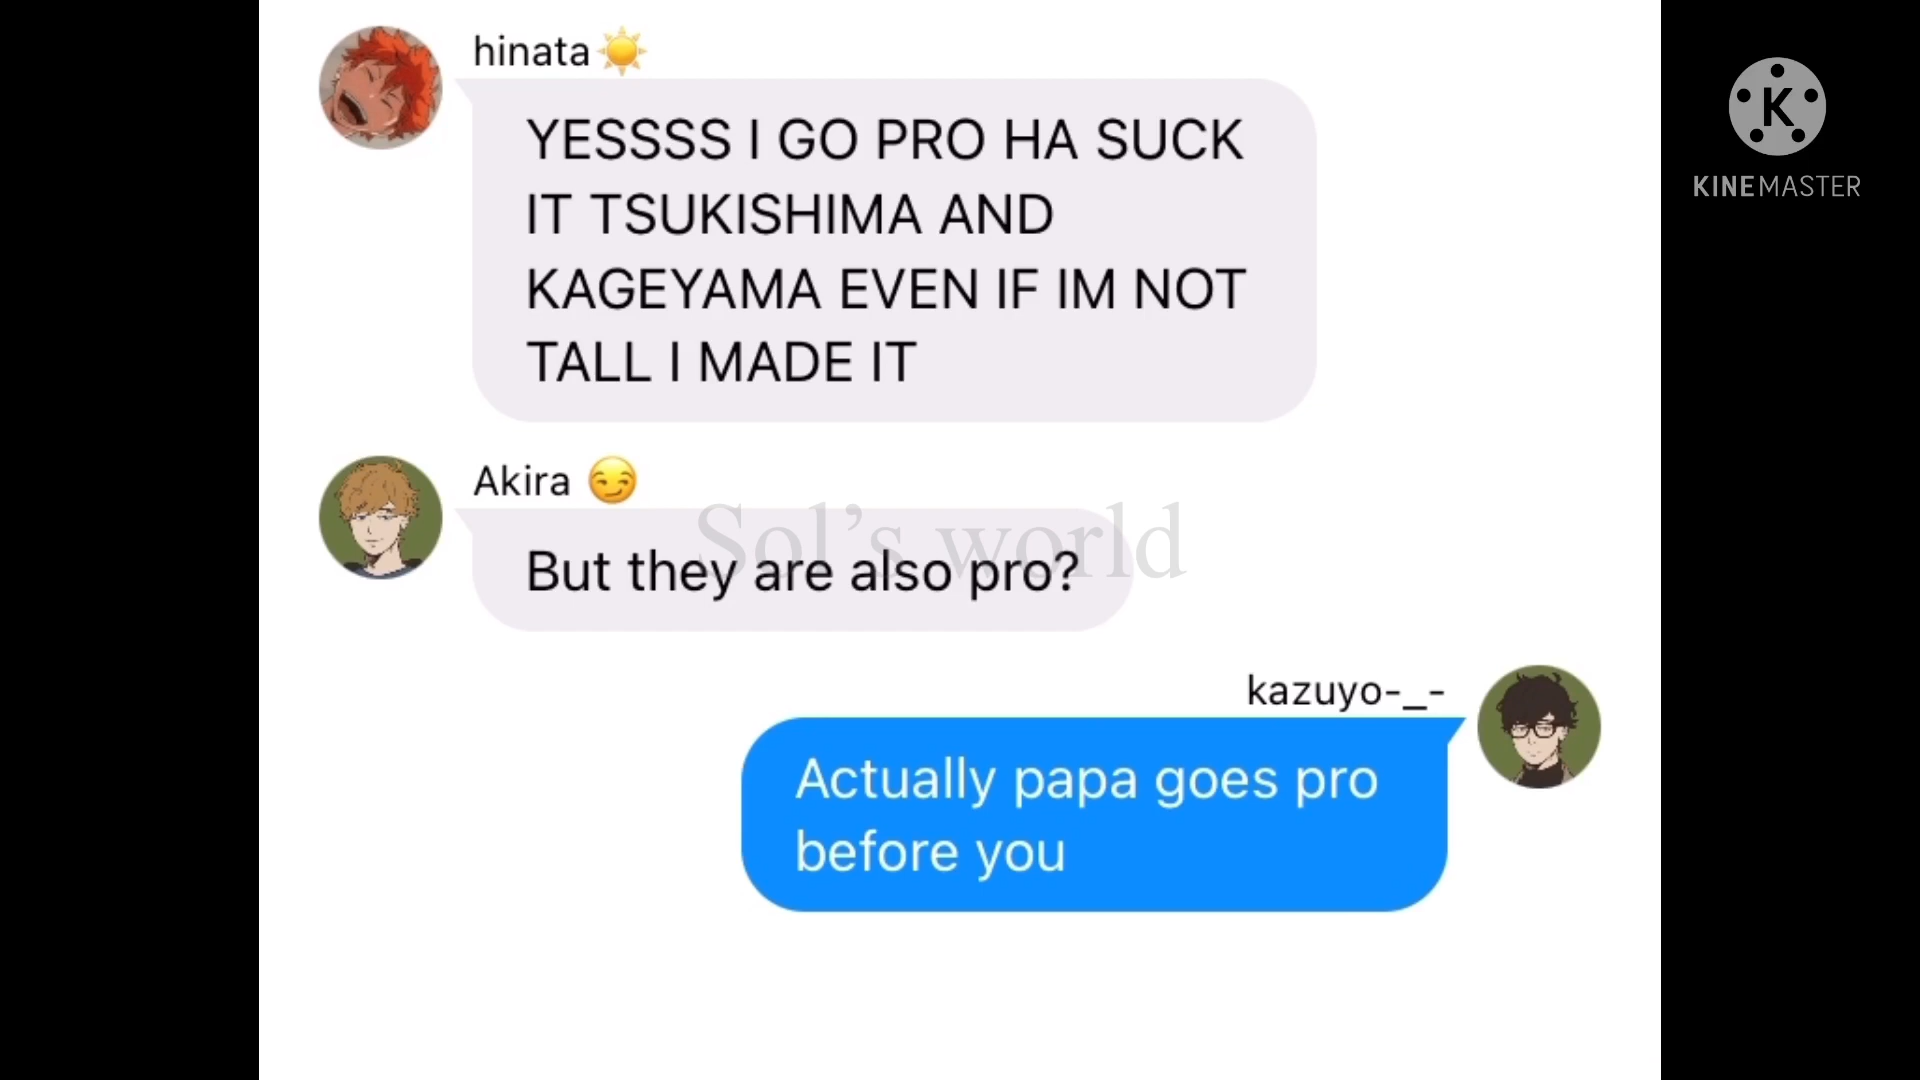 hinata☀️
YESSSS I GO PRO HA SUCK
IT TSUKISHIMA AND
KAGEYAMA EVEN IF IM NOT
TALL I MADE IT
Akira 😏
But they are also pro?
Sol's world
kazuyo-_-
Actually papa goes pro
before you
K
KINEMASTER